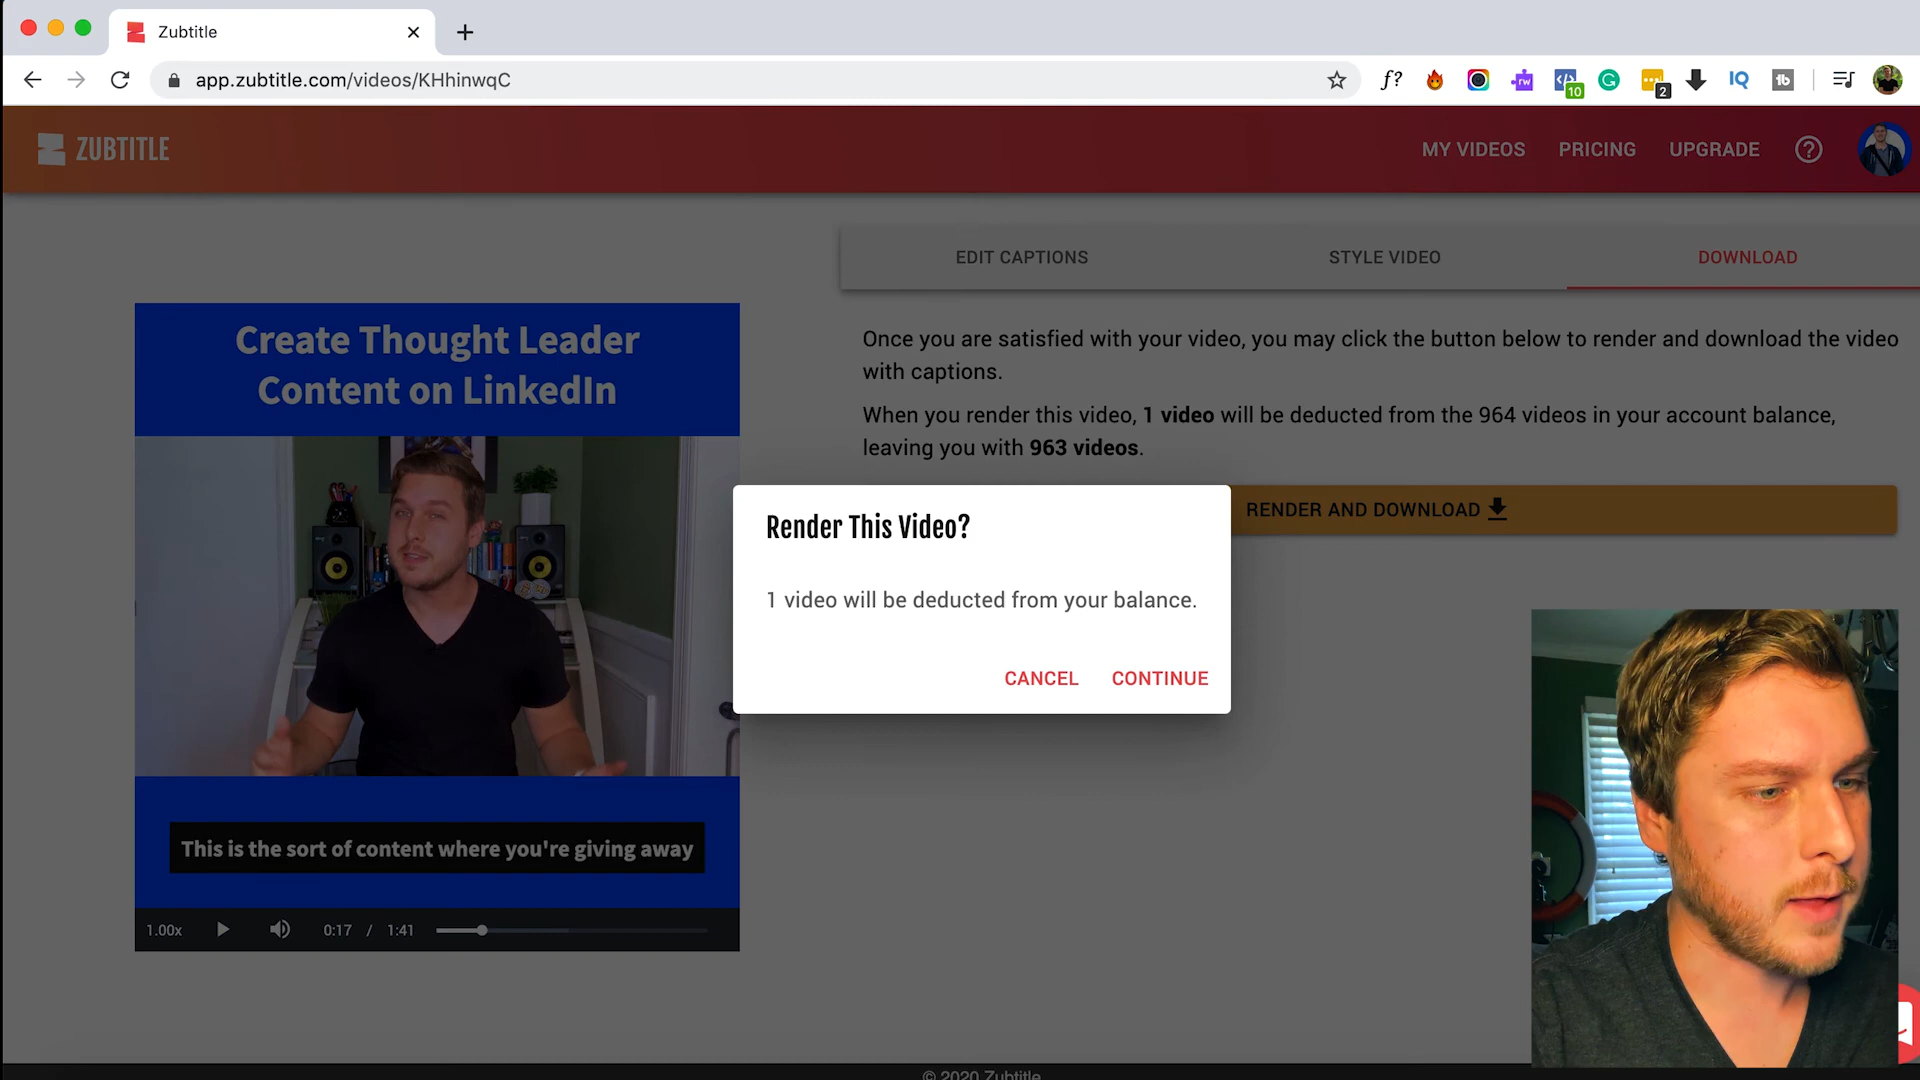 Zubtitle
app.zubtitle.com/videos/KHhinwqC
f?
rw
10
2
IQ
tb
ZUBTITLE
MY VIDEOS
PRICING
UPGRADE
?
EDIT CAPTIONS
STYLE VIDEO
DOWNLOAD
Create Thought Leader
Content on LinkedIn
This is the sort of content where you're giving away
1.00x
0:17 / 1:41
Once you are satisfied with your video, you may click the button below to render and download the video
with captions.
When you render this video, 1 video will be deducted from the 964 videos in your account balance,
leaving you with 963 videos.
RENDER AND DOWNLOAD
Render This Video?
1 video will be deducted from your balance.
CANCEL
CONTINUE
© 2020 Zubtitle